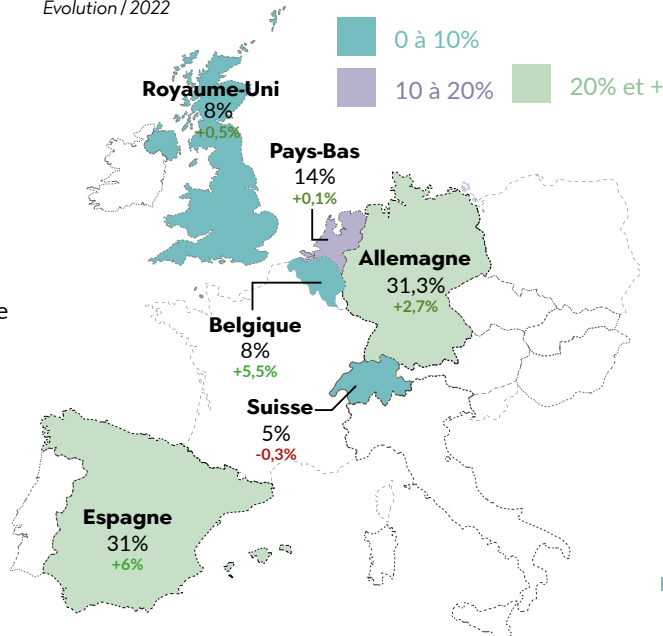 Evolution / 2022
0 à 10%
10 à 20%
20% et +
Royaume-Uni
8%
+0,5%
Pays-Bas
14%
+0,1%
Allemagne
31,3%
+2,7%
Belgique
8%
+5,5%
Suisse
5%
-0,3%
Espagne
31%
+6%
e